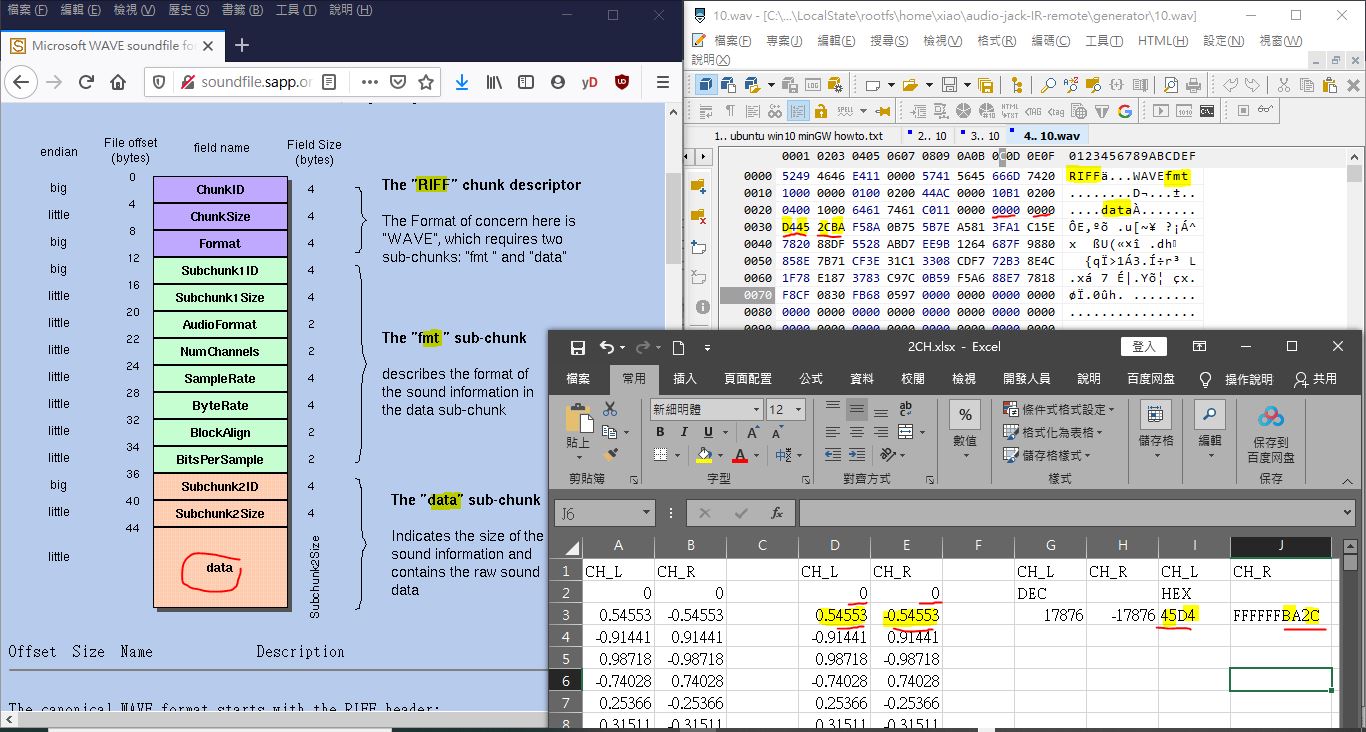 檔案 (F) 編輯 (E) 檢視 (V) 歷史 (S) 書籤 (B) 工具 (T) 說明 (H)
Microsoft WAVE soundfile fo
soundfile.sapp.or
yD
endian
File offset
(bytes)
field name
Field Size
(bytes)
0
big ChunkID 4
4
little ChunkSize 4
8
big Format 4
12
big Subchunk1ID 4
16
little Subchunk1Size 4
20
little AudioFormat 2
22
little NumChannels 2
24
little SampleRate 4
28
little ByteRate 4
32
little BlockAlign 2
34
little BitsPerSample 2
36
big Subchunk2ID 4
40
little Subchunk2Size 4
44
little data Subchunk2Size
The "RIFF" chunk descriptor
The Format of concern here is
"WAVE", which requires two
sub-chunks: "fmt " and "data"
The "fmt " sub-chunk
describes the format of
the sound information in
the data sub-chunk
The "data" sub-chunk
Indicates the size of the
sound information and
contains the raw sound
data
Offset Size Name Description
The canonical WAVE format starts with the RIFF header:
10.wav - [C:\...\LocalState\rootfs\home\xiao\audio-jack-IR-remote\generator\10.wav]
檔案(F) 專案(J) 編輯(E) 搜尋(S) 檢視(V) 格式(R) 編碼(C) 工具(T) HTML(H) 設定(N) 視窗(W)
說明(X)
1.. ubuntu win10 minGW howto.txt 2.. 10 3.. 10 4.. 10.wav
0001 0203 0405 0607 0809 0A0B 0C0D 0E0F 0123456789ABCDEF
0000 5249 4646 E411 0000 5741 5645 666D 7420 RIFFä...WAVEfmt
0010 1000 0000 0100 0200 44AC 0000 10B1 0200 ........D¬...±..
0020 0400 1000 6461 7461 C011 0000 0000 0000 ....dataÀ.......
0030 D445 2CBA F58A 0B75 5B7E A581 3FA1 C15E ÔE,ºõ .u[~¥ ?¡Á^
0040 7820 88DF 5528 ABD7 EE9B 1264 687F 9880
0050 858E 7B71 CF3E 31C1 3308 CDF7 72B3 8E4C
0060 1F78 E187 3783 C97C 0B59 F5A6 88E7 7818
0070 F8CF 0830 FB68 0597 0000 0000 0000 0000
0080 0000 0000 0000 0000 0000 0000 0000 0000 ................
0090 0000 0000 0000 0000 0000 0000 0000 0000
2CH.xlsx - Excel
登入
檔案 常用 插入 頁面配置 公式 資料 校閱 檢視 開發人員 說明 百度网盘 操作說明 共用
貼上
新細明體 12
B I U
數值
條件式格式設定
格式化為表格
儲存格樣式
儲存格
編輯
保存到
百度网盘
剪貼簿 字型 對齊方式 樣式 保存
J6 fx
A B C D E F G H I J
1 CH_L CH_R CH_L CH_R CH_L CH_R CH_L CH_R
2 0 0 0 0 DEC HEX
3 0.54553 -0.54553 0.54553 -0.54553 17876 -17876 45D4 FFFFFFBA2C
4 -0.91441 0.91441 -0.91441 0.91441
5 0.98718 -0.98718 0.98718 -0.98718
6 -0.74028 0.74028 -0.74028 0.74028
7 0.25366 -0.25366 0.25366 -0.25366
8 0.31511 -0.31511 0.31511 -0.31511